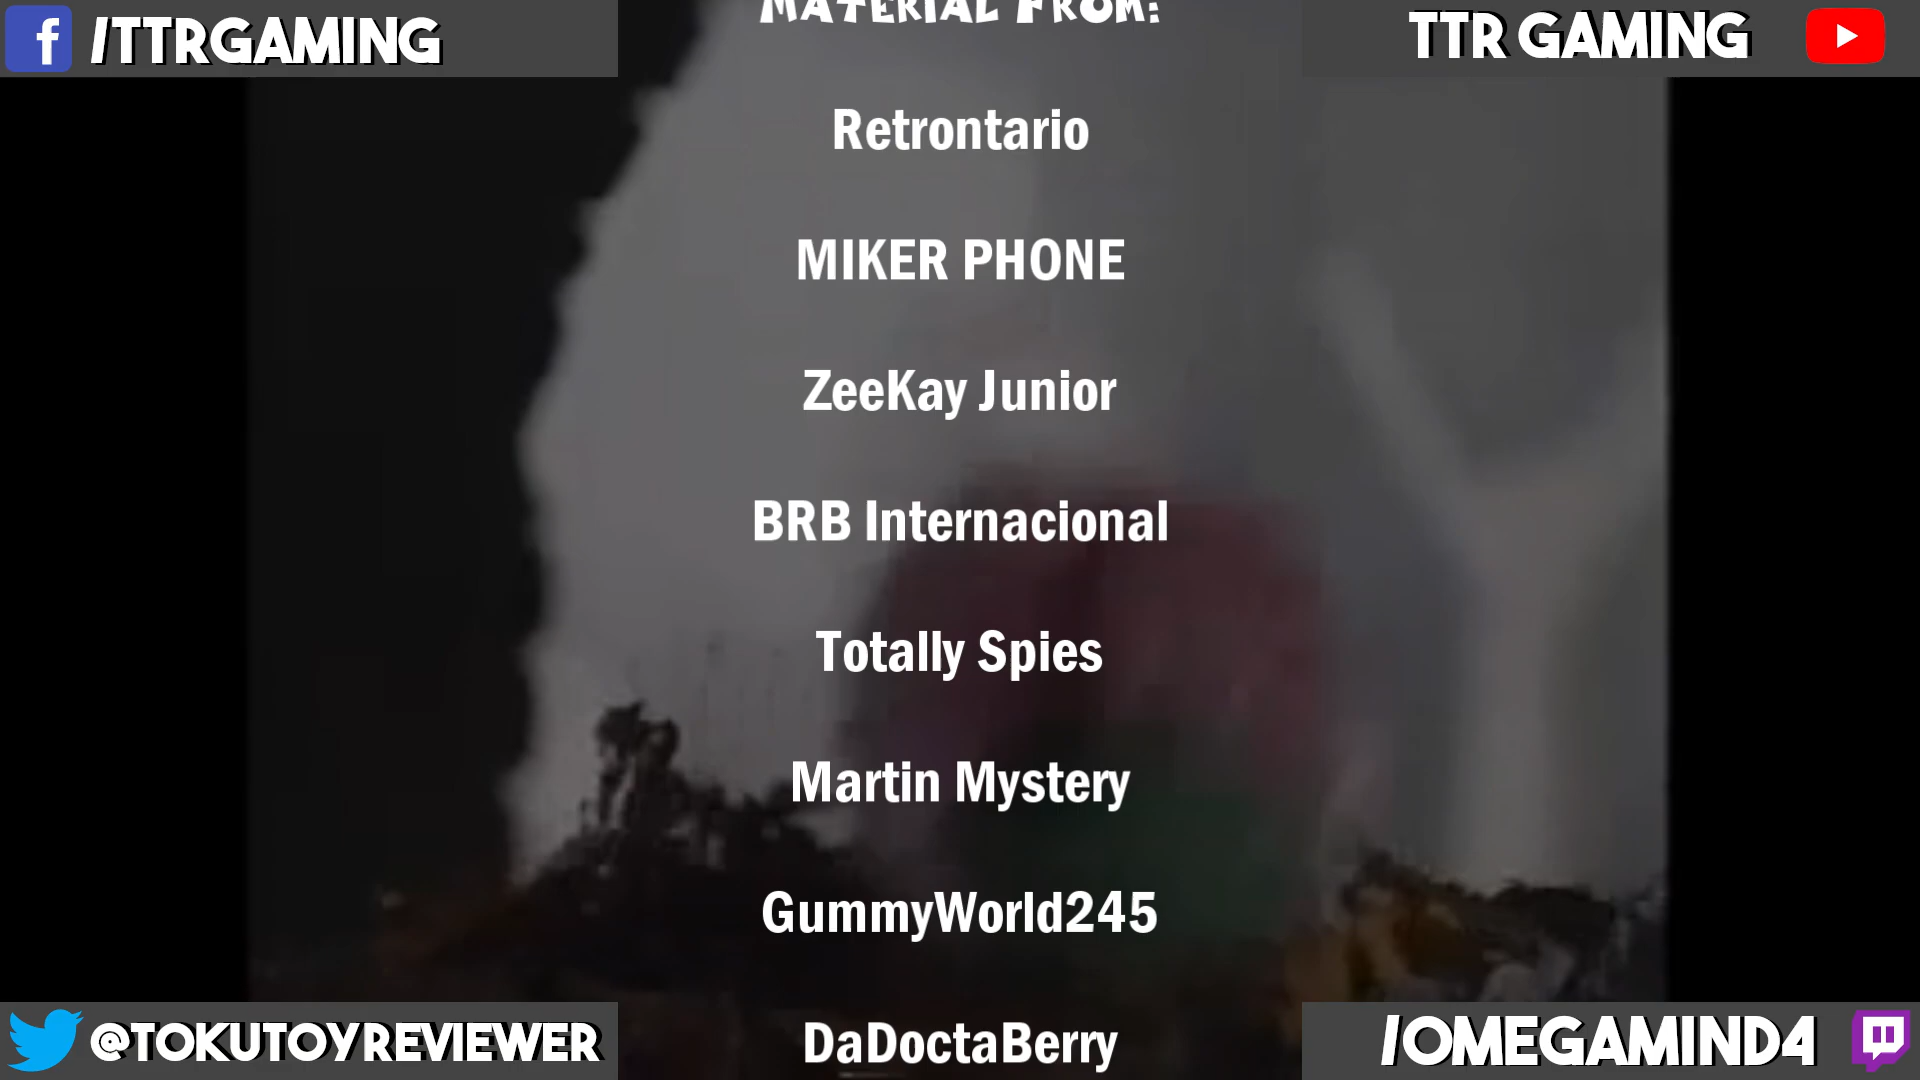 MATERIAL FROM:
/TTRGAMING
TTR GAMING
Retrontario
MIKER PHONE
ZeeKay Junior
BRB Internacional
Totally Spies
Martin Mystery
GummyWorld245
DaDoctaBerry
@TOKUTOYREVIEWER
/OMEGAMIND4